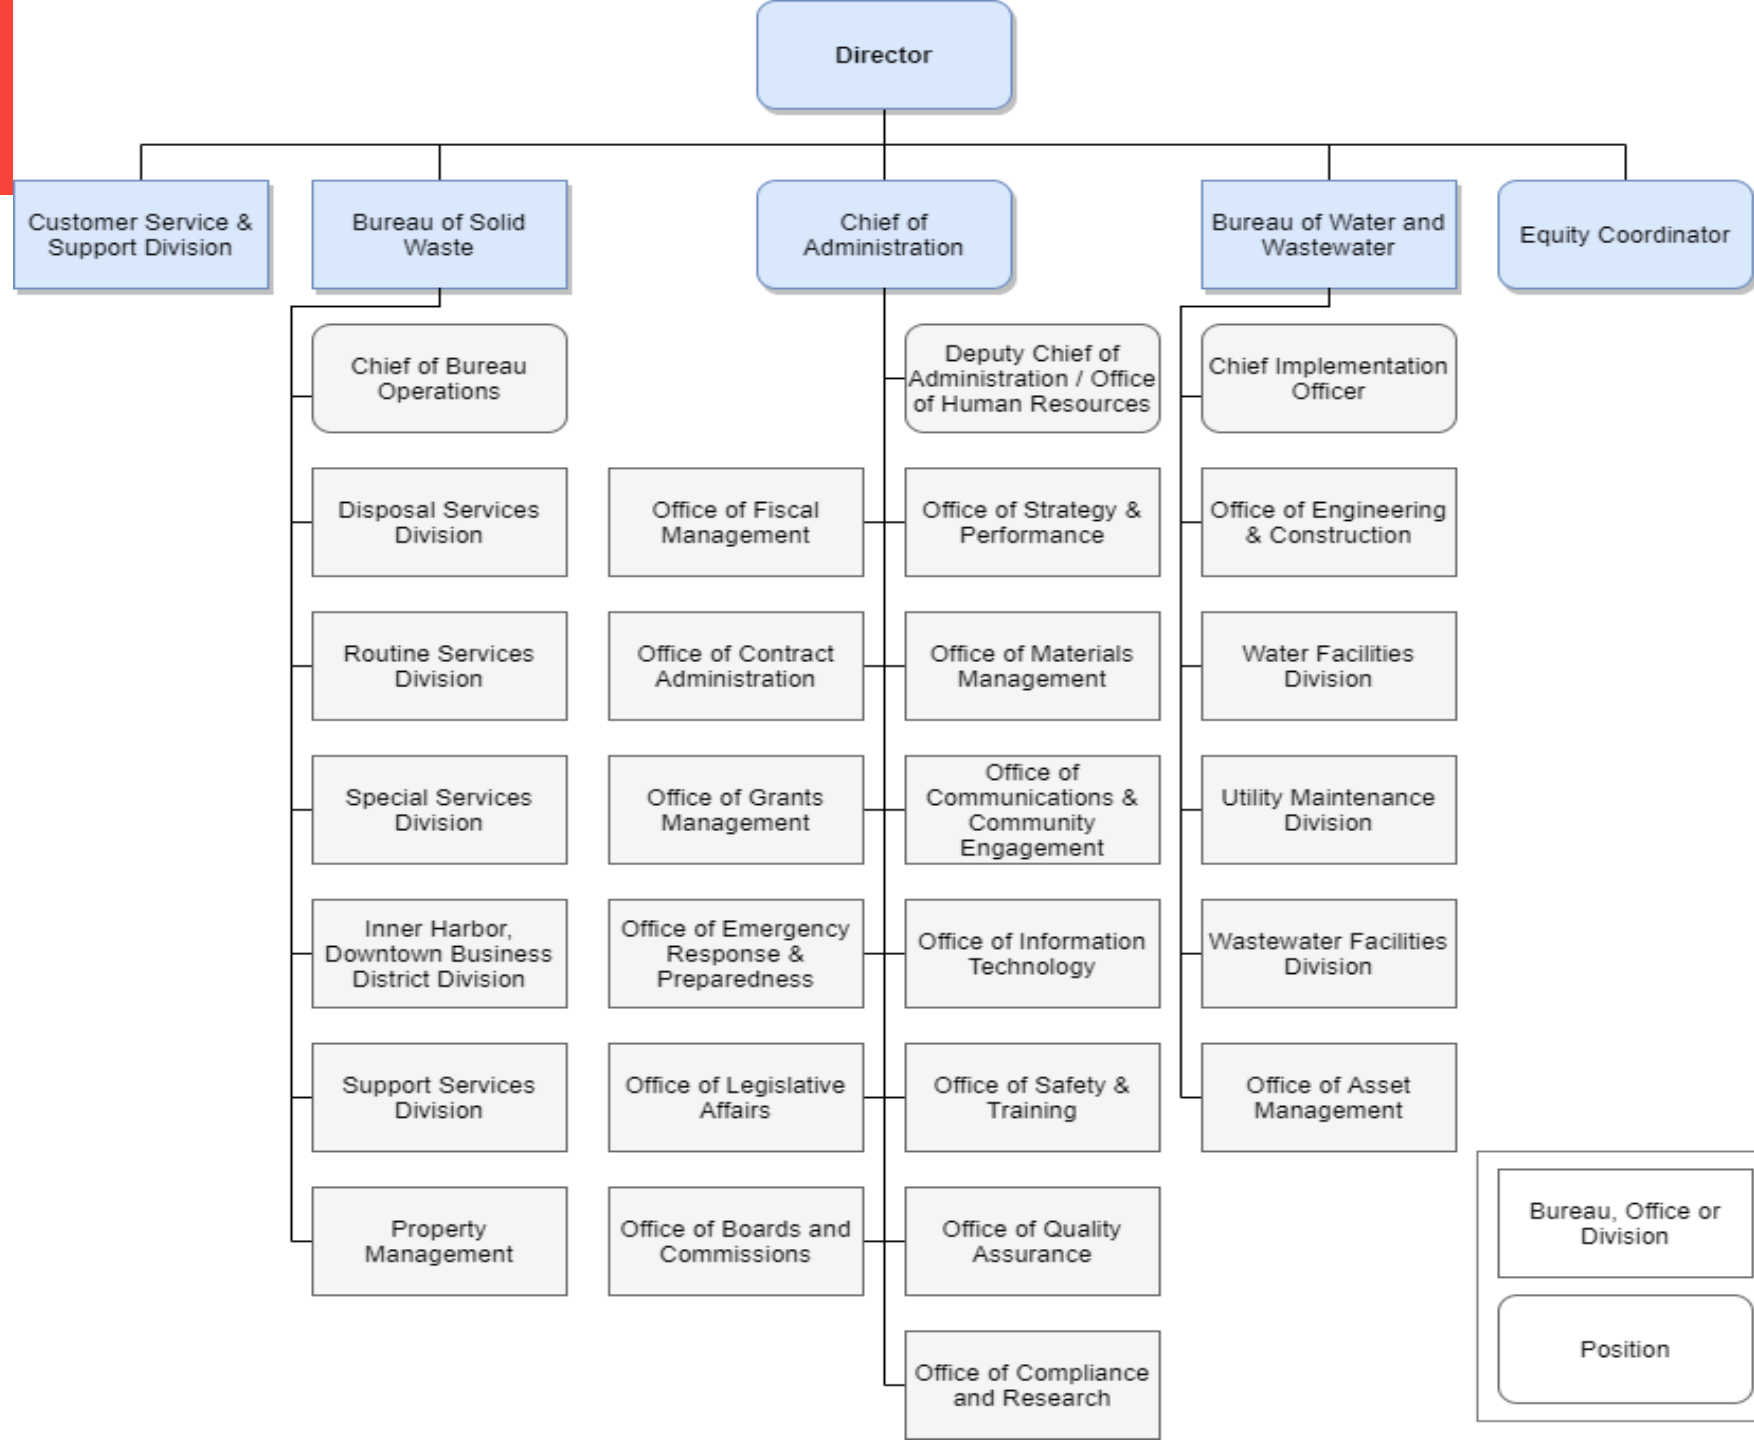 Director
Customer Service &
Support Division
Bureau of Solid
Waste
Chief of
Administration
Bureau of Water and
Wastewater
Equity Coordinator
Chief of Bureau
Operations
Deputy Chief of
Administration / Office
of Human Resources
Chief Implementation
Officer
Disposal Services
Division
Office of Fiscal
Management
Office of Strategy &
Performance
Office of Engineering
& Construction
Routine Services
Division
Office of Contract
Administration
Office of Materials
Management
Water Facilities
Division
Special Services
Division
Office of Grants
Management
Office of
Communications &
Community
Engagement
Utility Maintenance
Division
Inner Harbor,
Downtown Business
District Division
Office of Emergency
Response &
Preparedness
Office of Information
Technology
Wastewater Facilities
Division
Support Services
Division
Office of Legislative
Affairs
Office of Safety &
Training
Office of Asset
Management
Property
Management
Office of Boards and
Commissions
Office of Quality
Assurance
Office of Compliance
and Research
Bureau, Office or
Division
Position